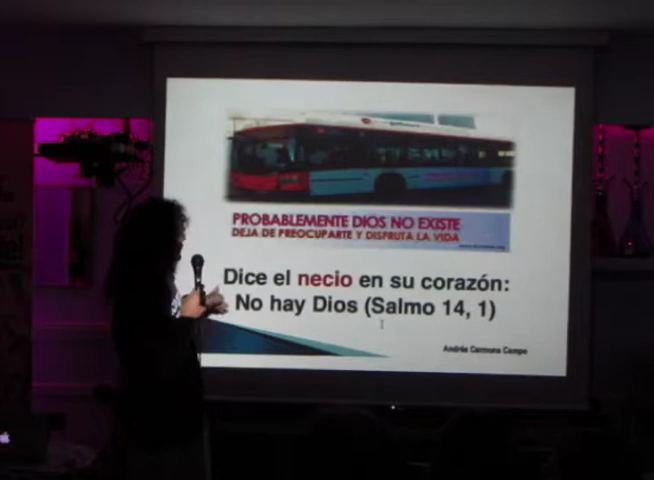 PROBABLEMENTE DIOS NO EXISTE
DEJA DE PREOCUPARTE Y DISFRUTA LA VIDA
Dice el necio en su corazón:
No hay Dios (Salmo 14, 1)
Andrés Carmona Campo